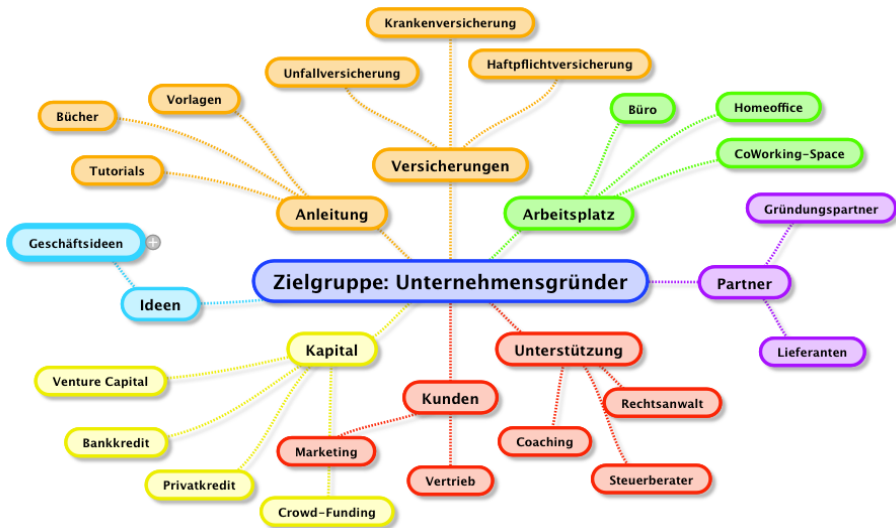 Krankenversicherung
Unfallversicherung
Haftpflichtversicherung
Vorlagen
Bücher
Büro
Homeoffice
Versicherungen
CoWorking-Space
Tutorials
Anleitung
Arbeitsplatz
Gründungspartner
Geschäftsideen
Zielgruppe: Unternehmensgründer
Partner
Ideen
Kapital
Unterstützung
Lieferanten
Venture Capital
Kunden
Rechtsanwalt
Bankkredit
Marketing
Coaching
Privatkredit
Vertrieb
Steuerberater
Crowd-Funding